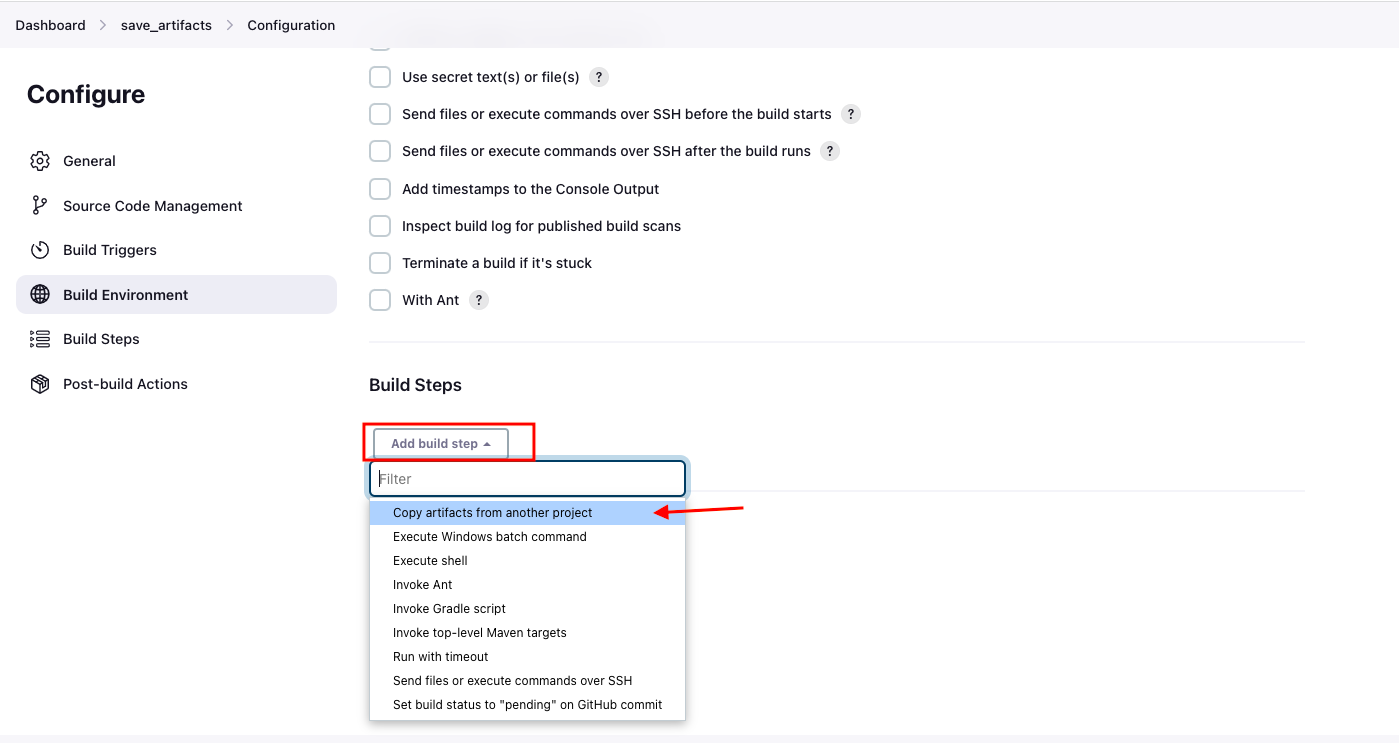 Dashboard > save_artifacts > Configuration
Configure
General
Source Code Management
Build Triggers
Build Environment
Build Steps
Post-build Actions
Use secret text(s) or file(s) ?
Send files or execute commands over SSH before the build starts ?
Send files or execute commands over SSH after the build runs ?
Add timestamps to the Console Output
Inspect build log for published build scans
Terminate a build if it's stuck
With Ant ?
Build Steps
Add build step
Filter
Copy artifacts from another project
Execute Windows batch command
Execute shell
Invoke Ant
Invoke Gradle script
Invoke top-level Maven targets
Run with timeout
Send files or execute commands over SSH
Set build status to "pending" on GitHub commit